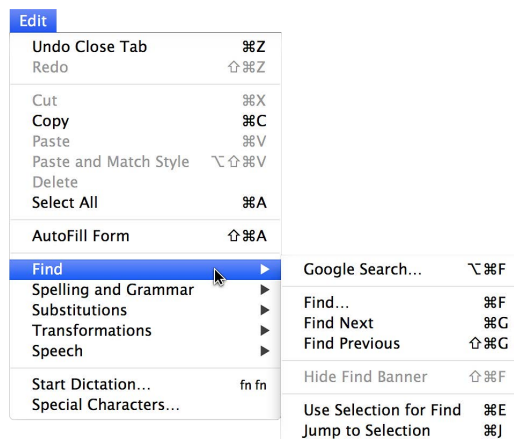 Edit
Undo Close Tab ⌘Z
Redo ⇧⌘Z
Cut ⌘X
Copy ⌘C
Paste ⌘V
Paste and Match Style ⌥⇧⌘V
Delete
Select All ⌘A
AutoFill Form ⇧⌘A
Find ▶
Spelling and Grammar ▶
Substitutions ▶
Transformations ▶
Speech ▶
Start Dictation... fn fn
Special Characters...
Google Search... ⌥⌘F
Find... ⌘F
Find Next ⌘G
Find Previous ⇧⌘G
Hide Find Banner ⇧⌘F
Use Selection for Find ⌘E
Jump to Selection ⌘J